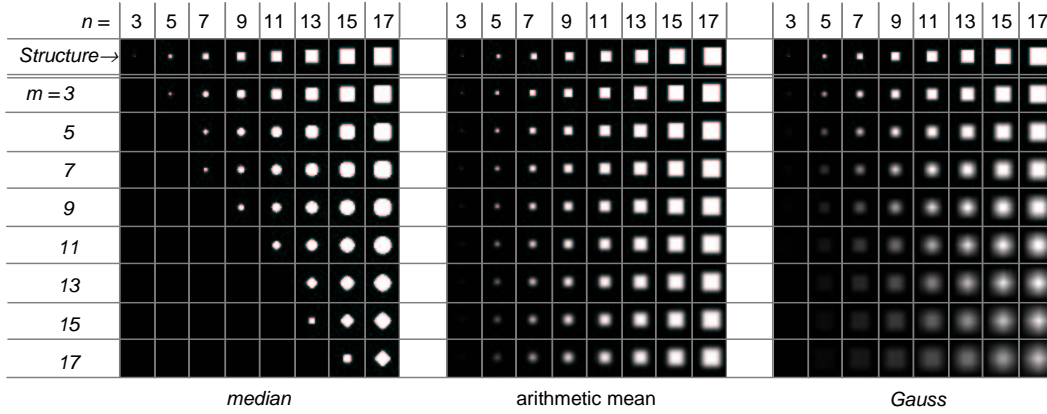 n = 3 5 7 9 11 13 15 17 3 5 7 9 11 13 15 17 3 5 7 9 11 13 15 17
Structure→
m = 3
5
7
9
11
13
15
17
median arithmetic mean Gauss